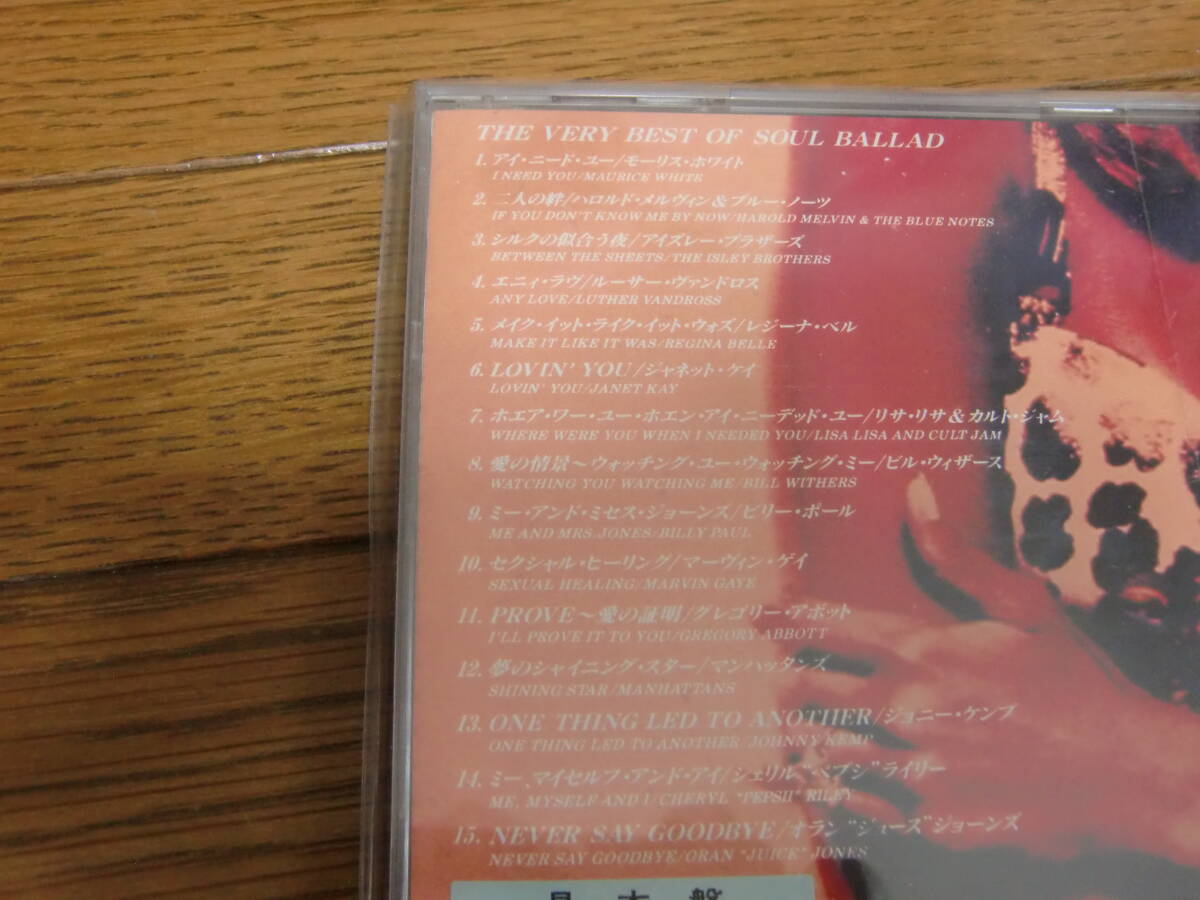 THE VERY BEST OF SOUL BALLAD
1. アイ・ニード・ユー/モーリス・ホワイト
I NEED YOU/MAURICE WHITE
2. 二人の絆/ハロルド・メルヴィン&ブルー・ノーツ
IF YOU DON'T KNOW ME BY NOW/HAROLD MELVIN & THE BLUE NOTES
3. シルクの似合う夜/アイズレー・ブラザーズ
BETWEEN THE SHEETS/THE ISLEY BROTHERS
4. エニィ・ラヴ/ルーサー・ヴァンドロス
ANY LOVE/LUTHER VANDROSS
5. メイク・イット・ライク・イット・ウォズ/レジーナ・ベル
MAKE IT LIKE IT WAS/REGINA BELLE
6. LOVIN' YOU/ジャネット・ケイ
LOVIN' YOU/JANET KAY
7. ホエア・ワー・ユー・ホエン・アイ・ニーデッド・ユー/リサ・リサ&カルト・ジャム
WHERE WERE YOU WHEN I NEEDED YOU/LISA LISA AND CULT JAM
8. 愛の情景〜ウォッチング・ユー・ウォッチング・ミー/ビル・ウィザース
WATCHING YOU WATCHING ME/BILL WITHERS
9. ミー・アンド・ミセス・ジョーンズ/ビリー・ポール
ME AND MRS. JONES/BILLY PAUL
10. セクシャル・ヒーリング/マーヴィン・ゲイ
SEXUAL HEALING/MARVIN GAYE
11. PROVE〜愛の証明/グレゴリー・アボット
I'LL PROVE IT TO YOU/GREGORY ABBOTT
12. 夢のシャイニング・スター/マンハッタンズ
SHINING STAR/MANHATTANS
13. ONE THING LED TO ANOTHER/ジョニー・ケンプ
ONE THING LED TO ANOTHER/JOHNNY KEMP
14. ミー、マイセルフ・アンド・アイ/シェリル"ペプシ"ライリー
ME, MYSELF AND I/CHERYL "PEPSII" RILEY
15. NEVER SAY GOODBYE/オラン"ジュース"ジョーンズ
NEVER SAY GOODBYE/ORAN "JUICE" JONES
見本盤